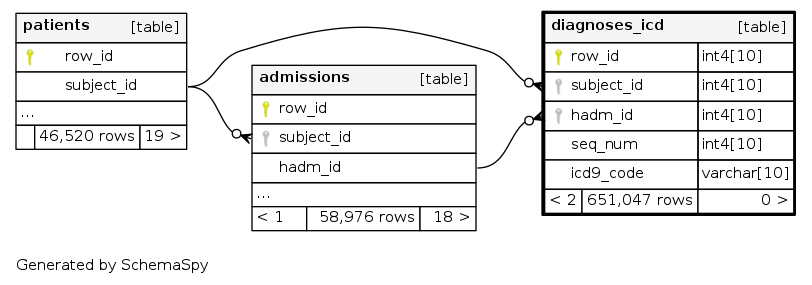 patients [table]
row_id
subject_id
...
46,520 rows 19 >
admissions [table]
row_id
subject_id
hadm_id
...
< 1 58,976 rows 18 >
diagnoses_icd [table]
row_id int4[10]
subject_id int4[10]
hadm_id int4[10]
seq_num int4[10]
icd9_code varchar[10]
< 2 651,047 rows 0 >
Generated by SchemaSpy